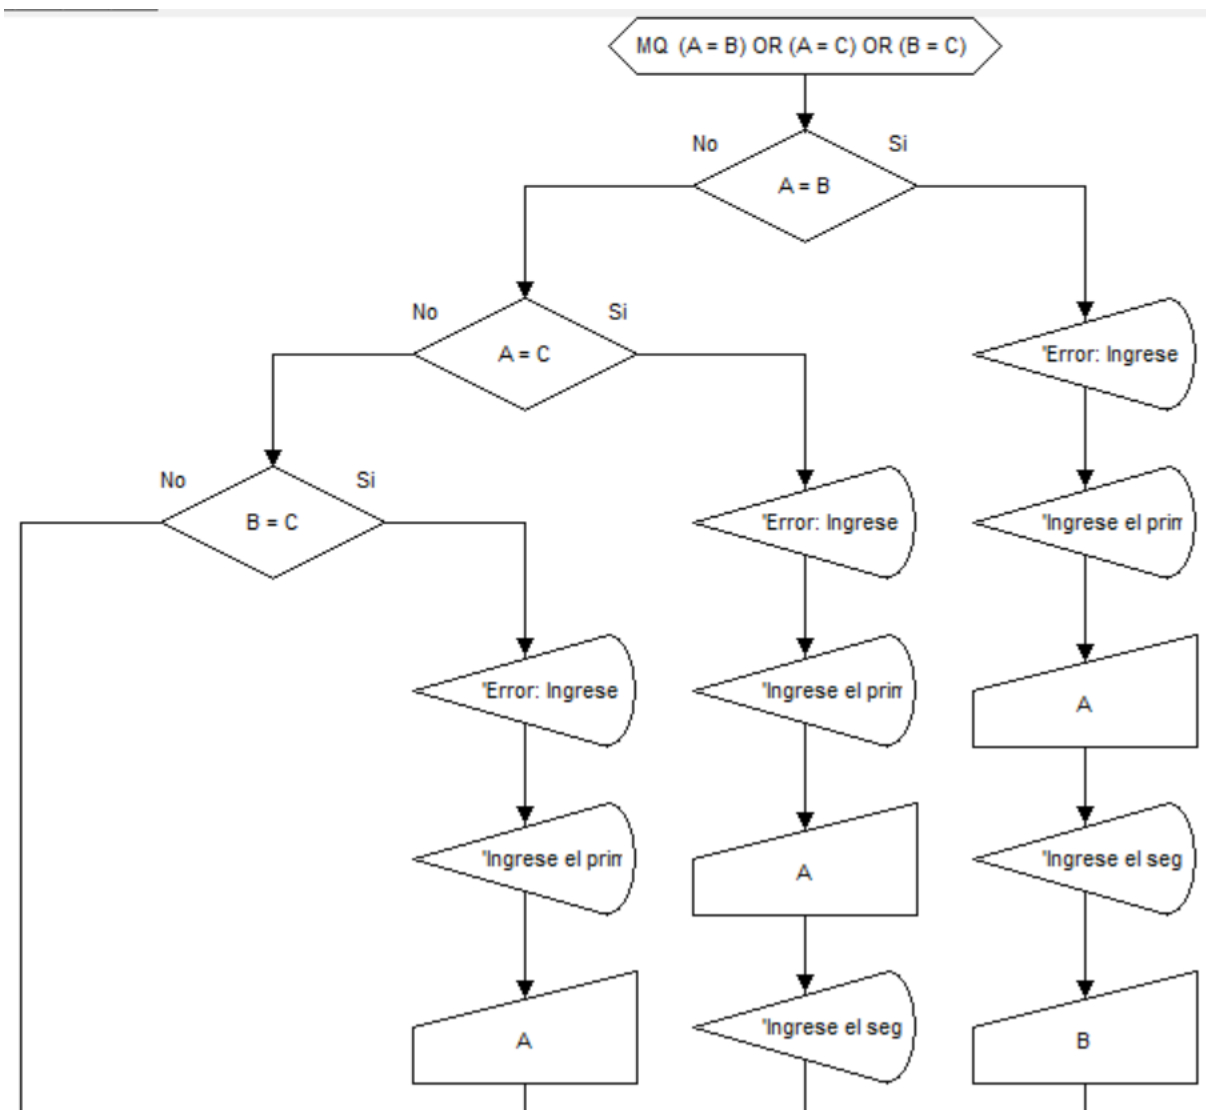 MQ (A = B) OR (A = C) OR (B = C)
No
Si
A = B
No
Si
A = C
'Error: Ingrese
No
Si
B = C
'Error: Ingrese
'Ingrese el prim
'Error: Ingrese
'Ingrese el prim
A
'Ingrese el prim
A
'Ingrese el seg
A
'Ingrese el seg
B